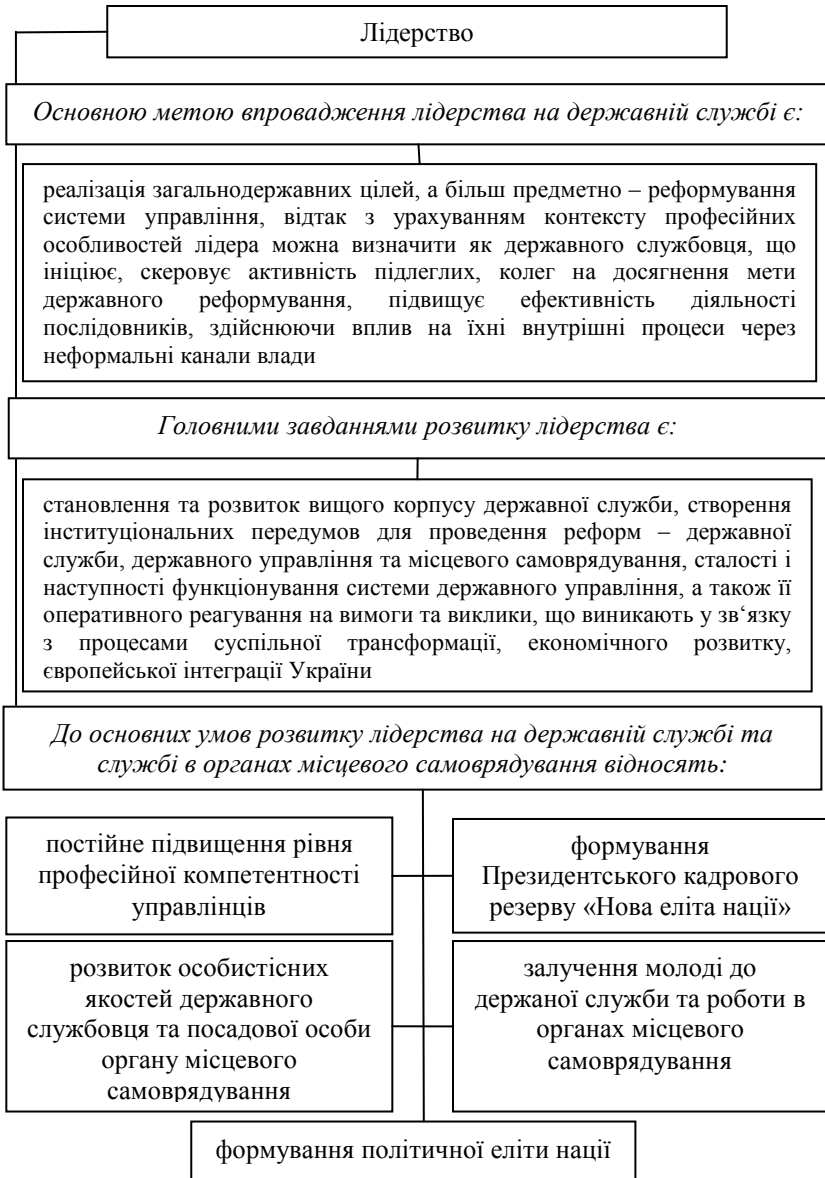 Лідерство
Основною метою впровадження лідерства на державній службі є:
реалізація загальнодержавних цілей, а більш предметно – реформування
системи управління, відтак з урахуванням контексту професійних
особливостей лідера можна визначити як державного службовця, що
ініціює, скеровує активність підлеглих, колег на досягнення мети
державного реформування, підвищує ефективність діяльності
послідовників, здійснюючи вплив на їхні внутрішні процеси через
неформальні канали влади
Головними завданнями розвитку лідерства є:
становлення та розвиток вищого корпусу державної служби, створення
інституціональних передумов для проведення реформ – державної
служби, державного управління та місцевого самоврядування, сталості і
наступності функціонування системи державного управління, а також її
оперативного реагування на вимоги та виклики, що виникають у зв‘язку
з процесами суспільної трансформації, економічного розвитку,
європейської інтеграції України
До основних умов розвитку лідерства на державній службі та
службі в органах місцевого самоврядування відносять:
постійне підвищення рівня
професійної компетентності
управлінців
формування
Президентського кадрового
резерву «Нова еліта нації»
розвиток особистісних
якостей державного
службовця та посадової особи
органу місцевого
самоврядування
залучення молоді до
держаної служби та роботи в
органах місцевого
самоврядування
формування політичної еліти нації